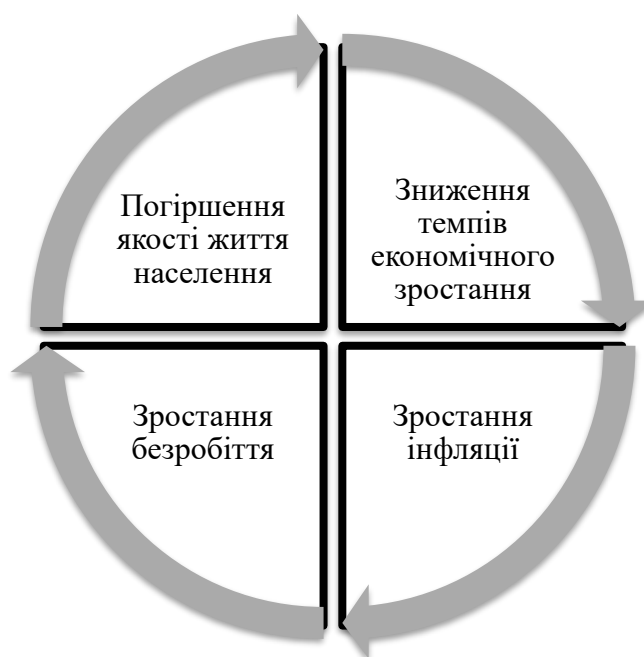 Погіршення
якості життя
населення
Зниження
темпів
економічного
зростання
Зростання
безробіття
Зростання
інфляції